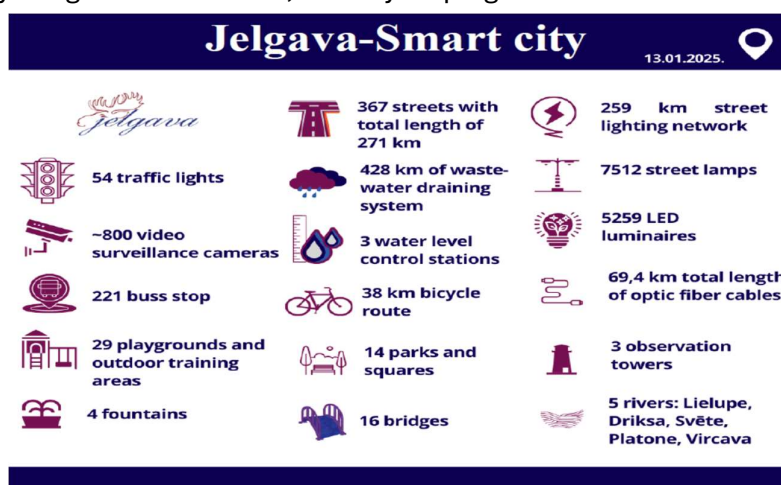 Jelgava-Smart city
13.01.2025.
jelgava
54 traffic lights
~800 video
surveillance cameras
221 buss stop
29 playgrounds and
outdoor training
areas
4 fountains
367 streets with
total length of
271 km
428 km of waste-
water draining
system
3 water level
control stations
38 km bicycle
route
14 parks and
squares
16 bridges
259 km street
lighting network
7512 street lamps
5259 LED
luminaires
69,4 km total length
of optic fiber cables
3 observation
towers
5 rivers: Lielupe,
Driksa, Svēte,
Platone, Vircava